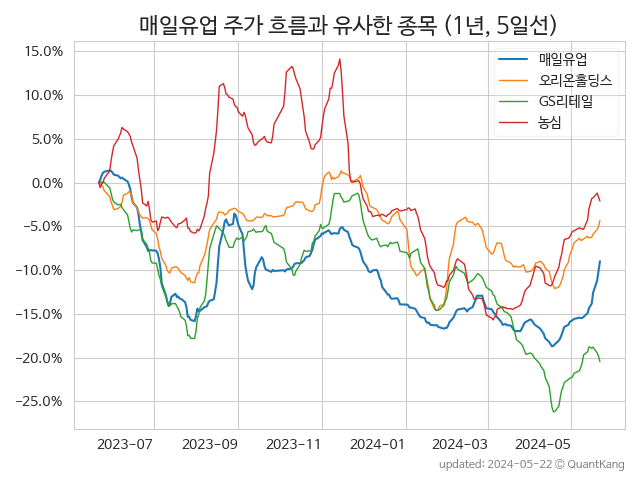 매일유업 주가 흐름과 유사한 종목 (1년, 5일선)
15.0%
10.0%
5.0%
0.0%
−5.0%
−10.0%
−15.0%
−20.0%
−25.0%
매일유업
오리온홀딩스
GS리테일
농심
2023-07
2023-09
2023-11
2024-01
2024-03
2024-05
updated: 2024-05-22 © QuantKang